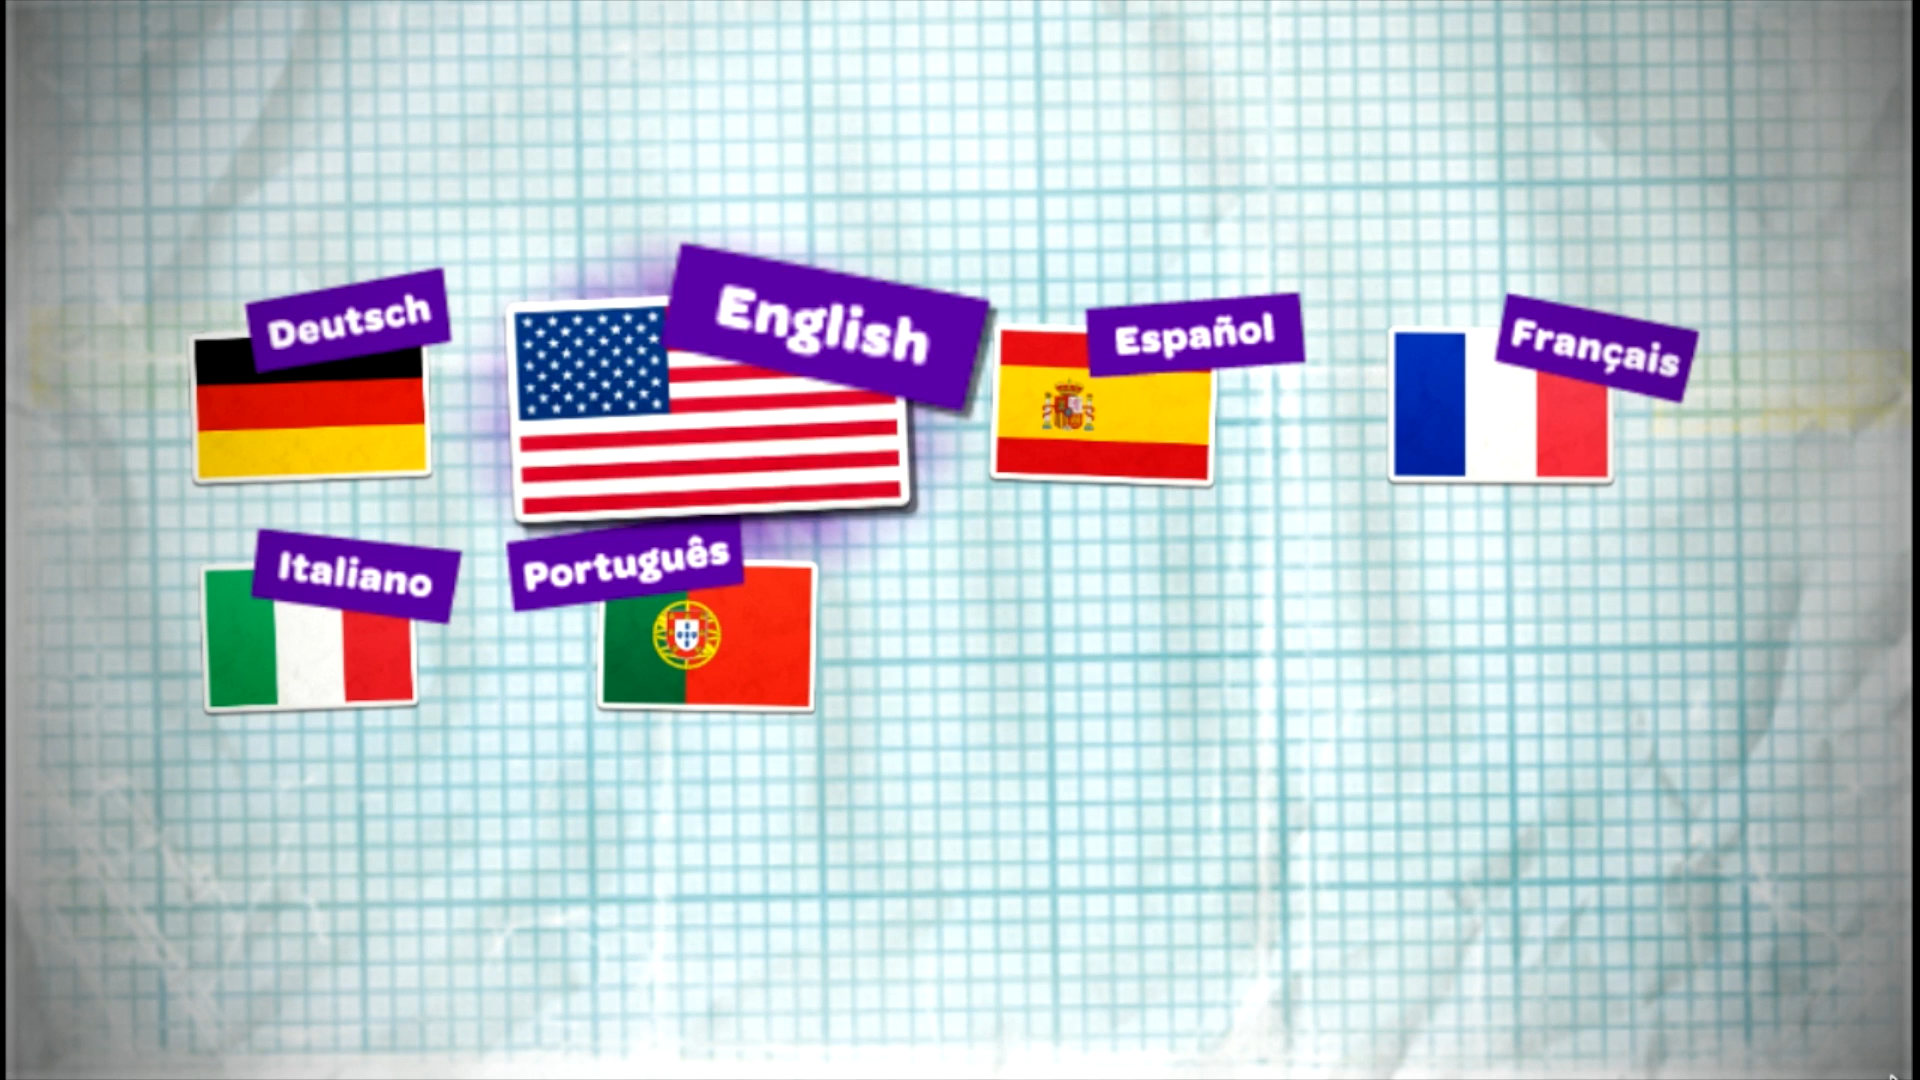 Deutsch
English
Español
Français
Italiano
Português